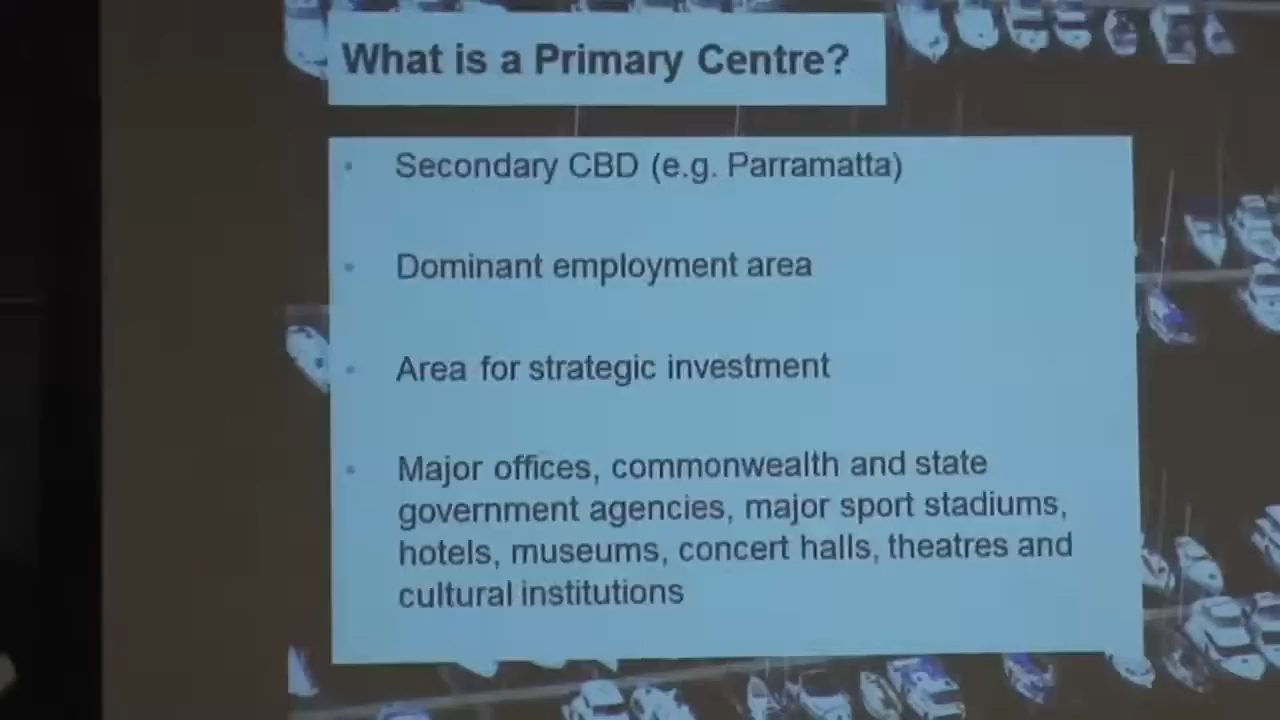 What is a Primary Centre?
• Secondary CBD (e.g. Parramatta)
• Dominant employment area
• Area for strategic investment
• Major offices, commonwealth and state
government agencies, major sport stadiums,
hotels, museums, concert halls, theatres and
cultural institutions